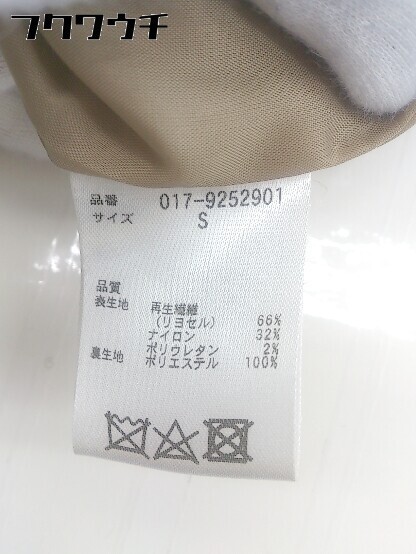 フクワウチ
品番 017-9252901
サイズ S
品質
表生地 再生繊維
(リヨセル) 66%
ナイロン 32%
ポリウレタン 2%
裏生地 ポリエステル 100%